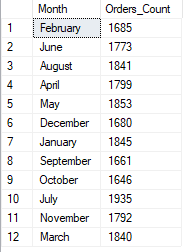 Month Orders_Count
1 February 1685
2 June 1773
3 August 1841
4 April 1799
5 May 1853
6 December 1680
7 January 1845
8 September 1661
9 October 1646
10 July 1935
11 November 1792
12 March 1840